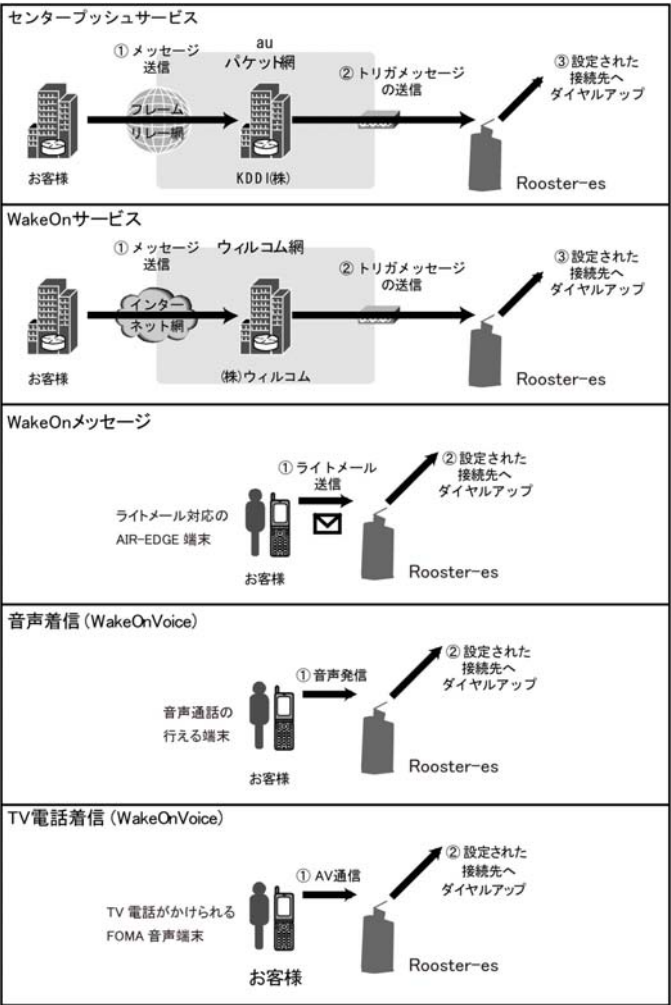 センタープッシュサービス
① メッセージ
送信
au
パケット網
② トリガメッセージ
の送信
③ 設定された
接続先へ
ダイヤルアップ
フレーム
リレー網
お客様
KDDI(株)
Rooster-es
WakeOnサービス
① メッセージ
送信
ウィルコム網
② トリガメッセージ
の送信
③ 設定された
接続先へ
ダイヤルアップ
インター
ネット網
お客様
(株)ウィルコム
Rooster-es
WakeOnメッセージ
① ライトメール
送信
② 設定された
接続先へ
ダイヤルアップ
ライトメール対応の
AIR-EDGE 端末
お客様
Rooster-es
音声着信 (WakeOnVoice)
① 音声発信
② 設定された
接続先へ
ダイヤルアップ
音声通話の
行える端末
お客様
Rooster-es
TV電話着信 (WakeOnVoice)
① AV通信
② 設定された
接続先へ
ダイヤルアップ
TV 電話がかけられる
FOMA 音声端末
お客様
Rooster-es